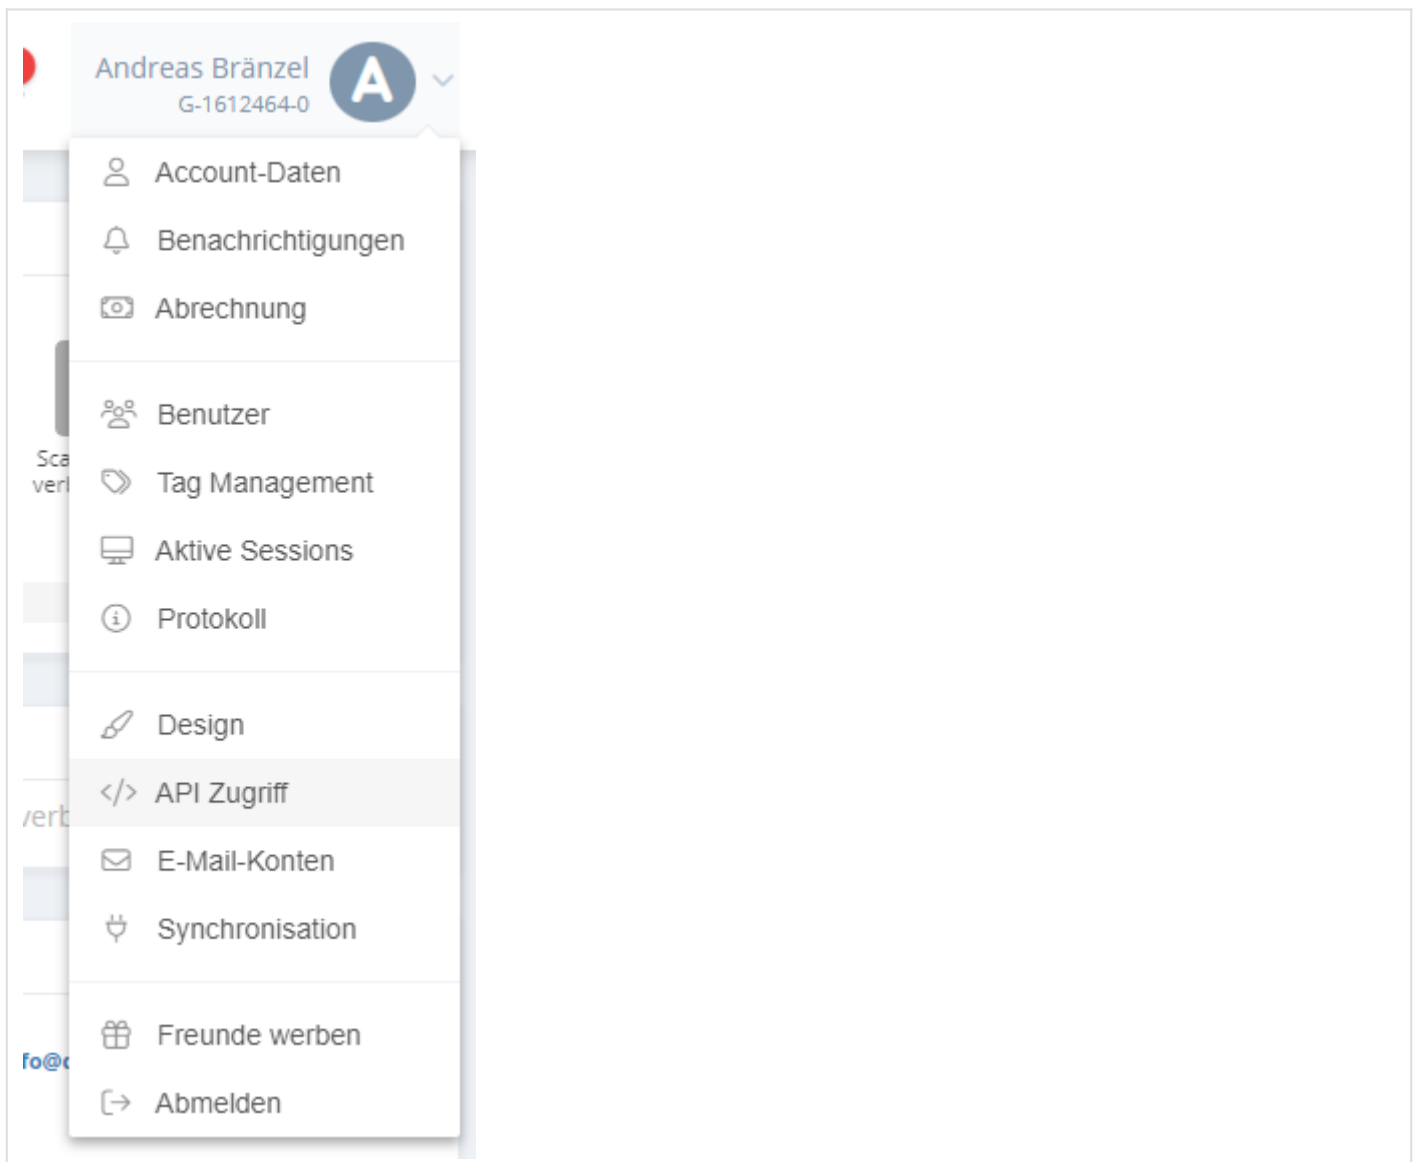 Andreas Bränzel
G-1612464-0
A
Account-Daten
Benachrichtigungen
Abrechnung
Benutzer
Sca
Tag Management
Aktive Sessions
Protokoll
Design
API Zugriff
E-Mail-Konten
Synchronisation
Freunde werben
Abmelden